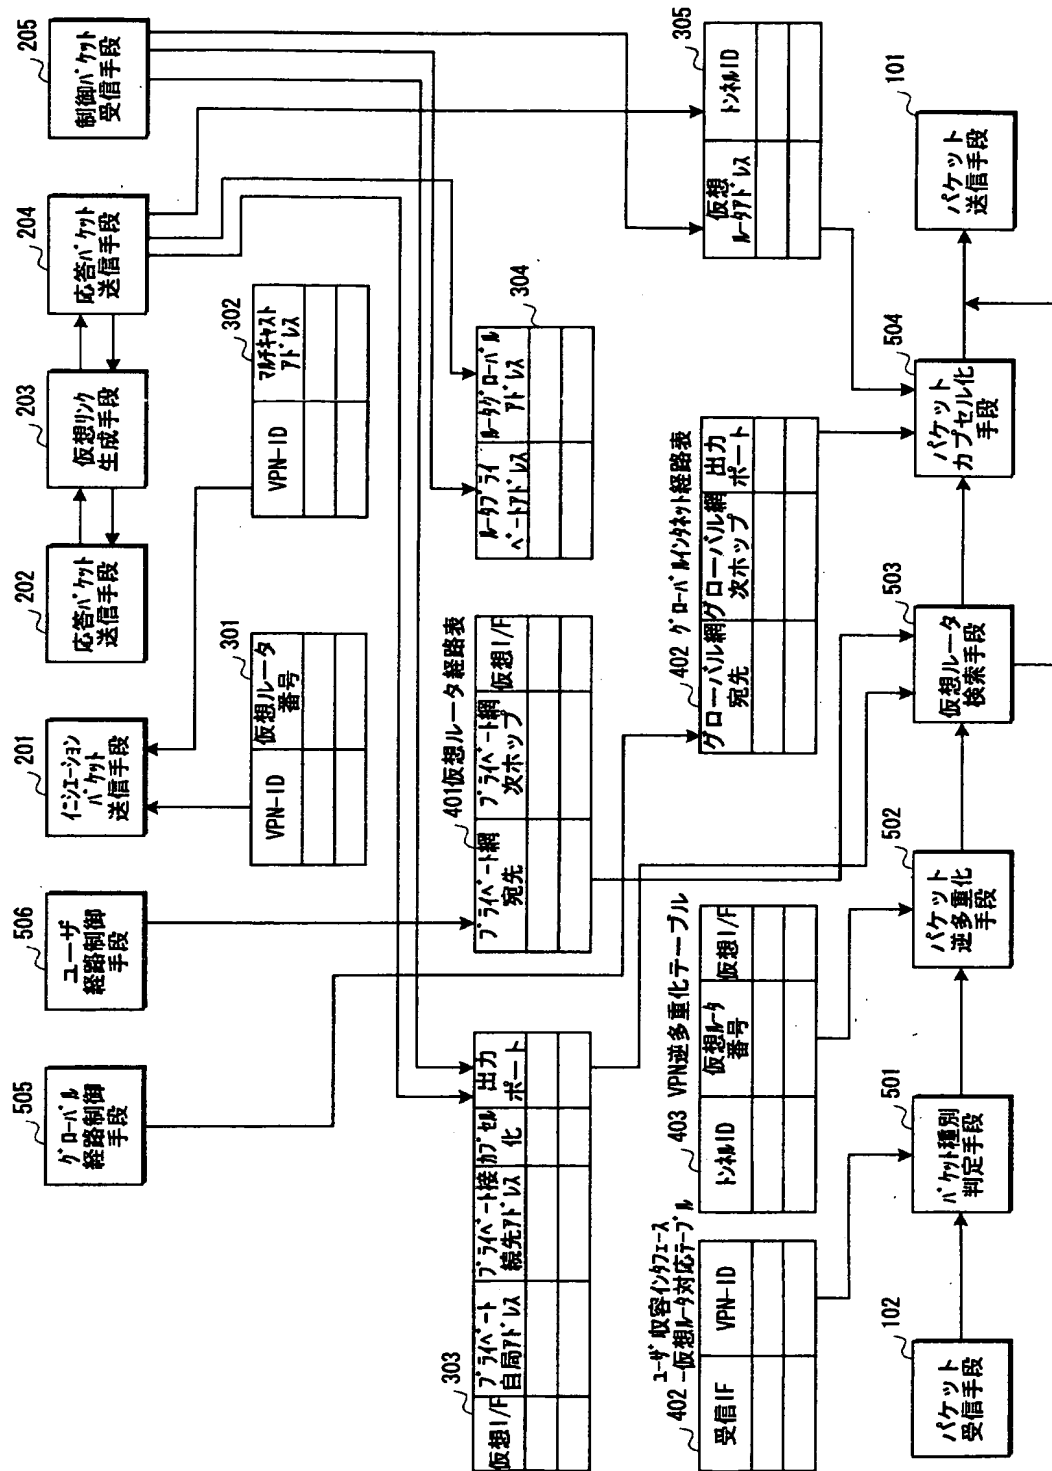 505
グローバル
経路制御
手段
506
ユーザ
経路制御
手段
201
イニシエーション
パケット
送信手段
202
応答パケット
送信手段
203
仮想リンク
生成手段
204
応答パケット
送信手段
205
制御パケット
受信手段
301
VPN-ID
仮想ルータ
番号
302
VPN-ID
マルチキャスト
アドレス
303
仮想I/F
プライベート
自局アドレス
プライベート接
続先アドレス
カプセル
化
出力
ポート
401仮想ルータ経路表
プライベート網
宛先
プライベート網
次ホップ
仮想I/F
304
ルータプライ
ベートアドレス
ルータグローバル
アドレス
ユーザ収容インタフェース
402 ー仮想ルータ対応テーブル
受信IF
VPN-ID
403 VPN逆多重化テーブル
トンネルID
仮想ルータ
番号
仮想I/F
402 グローバルインタネット経路表
グローバル網
宛先
グローバル網
次ホップ
出力
ポート
305
仮想
ルータアドレス
トンネルID
102
パケット
受信手段
501
パケット種別
判定手段
502
パケット
逆多重化
手段
503
仮想ルータ
検索手段
504
パケット
カプセル化
手段
101
パケット
送信手段